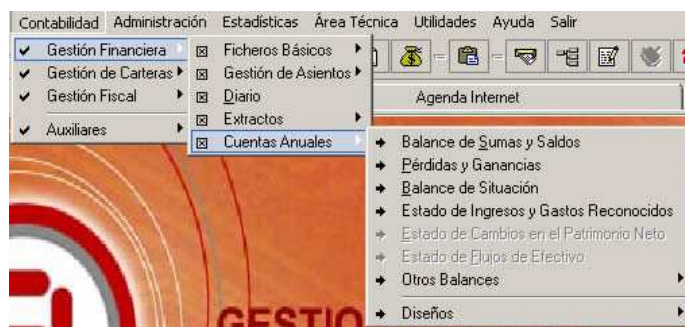 Contabilidad Administración Estadísticas Área Técnica Utilidades Ayuda Salir
Gestión Financiera
Gestión de Carteras
Gestión Fiscal
Auxiliares
Ficheros Básicos
Gestión de Asientos
Diario
Extractos
Cuentas Anuales
Agenda Internet
Balance de Sumas y Saldos
Pérdidas y Ganancias
Balance de Situación
Estado de Ingresos y Gastos Reconocidos
Estado de Cambios en el Patrimonio Neto
Estado de Flujos de Efectivo
Otros Balances
Diseños
GESTIO